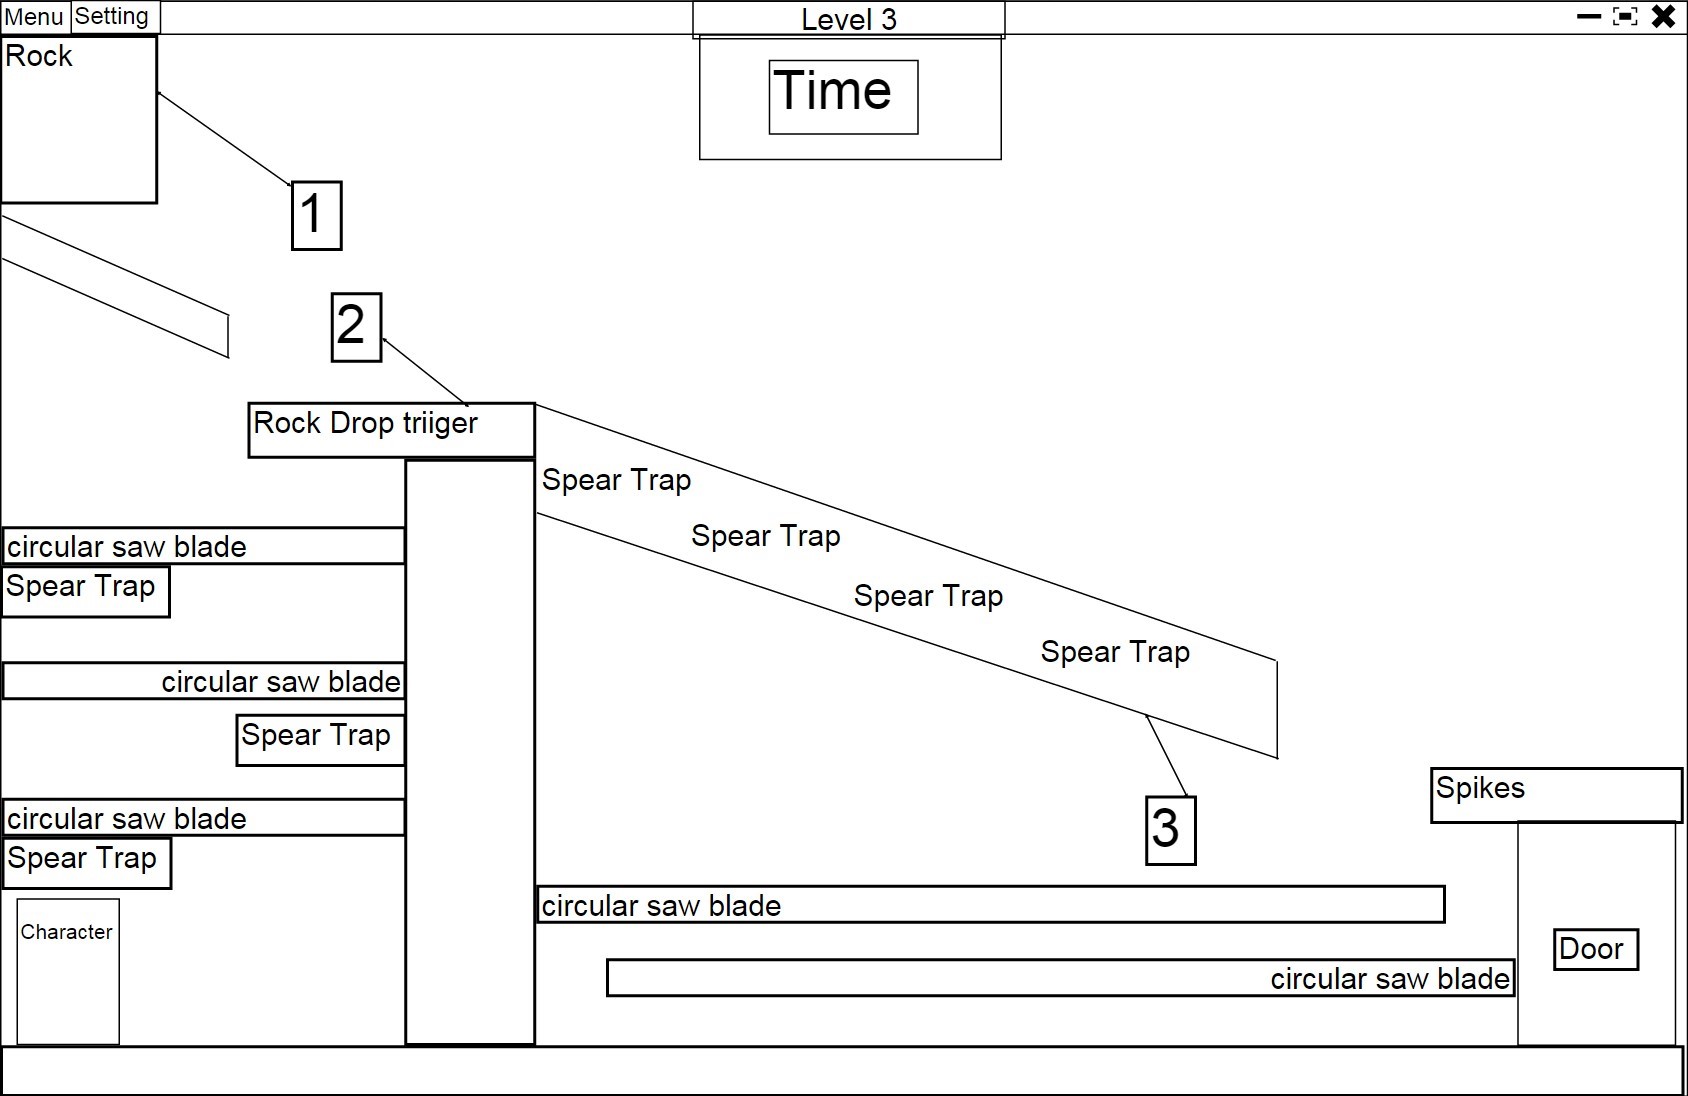 Menu
Setting
Level 3
Rock
Time
1
2
Rock Drop triiger
Spear Trap
Spear Trap
circular saw blade
Spear Trap
Spear Trap
Spear Trap
circular saw blade
Spear Trap
Spikes
circular saw blade
3
Spear Trap
circular saw blade
Character
Door
circular saw blade